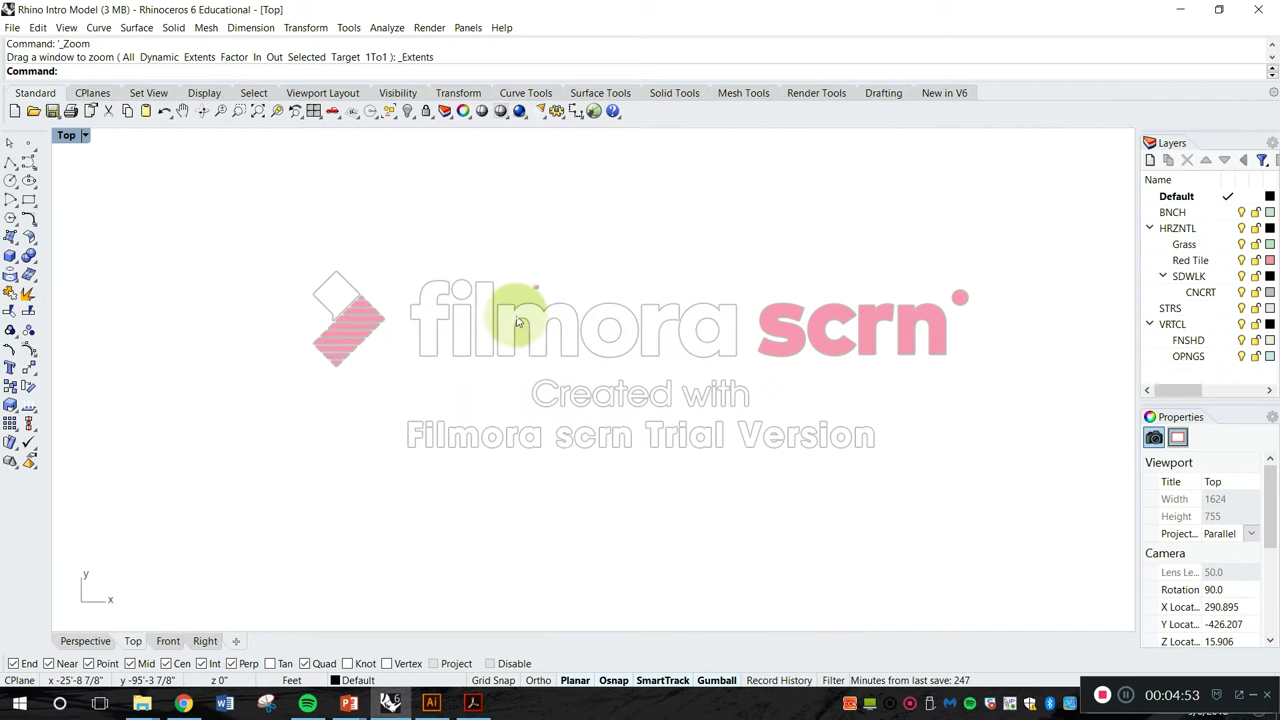 Rhino Intro Model (3 MB) - Rhinoceros 6 Educational - [Top]
File Edit View Curve Surface Solid Mesh Dimension Transform Tools Analyze Render Panels Help
Command: '_Zoom
Drag a window to zoom ( All Dynamic Extents Factor In Out Selected Target 1To1 ): _Extents
Command:
Standard CPlanes Set View Display Select Viewport Layout Visibility Transform Curve Tools Surface Tools Solid Tools Mesh Tools Render Tools Drafting New in V6
Top
Layers
Name
Default
BNCH
HRZNTL
Grass
Red Tile
SDWLK
CNCRT
STRS
VRTCL
FNSHD
OPNGS
filmora scrn
Created with
Filmora scrn Trial Version
Properties
Viewport
Title Top
Width 1624
Height 755
Project... Parallel
Camera
Lens Le... 50.0
Rotation 90.0
X Locat... 290.895
Y Locat... -426.207
Z Locat... 15.906
y
x
Perspective Top Front Right
End Near Point Mid Cen Int Perp Tan Quad Knot Vertex Project Disable
CPlane x -25'-8 7/8" y -95'-3 7/8" z 0" Feet Default Grid Snap Ortho Planar Osnap SmartTrack Gumball Record History Filter Minutes from last save: 247
00:04:53